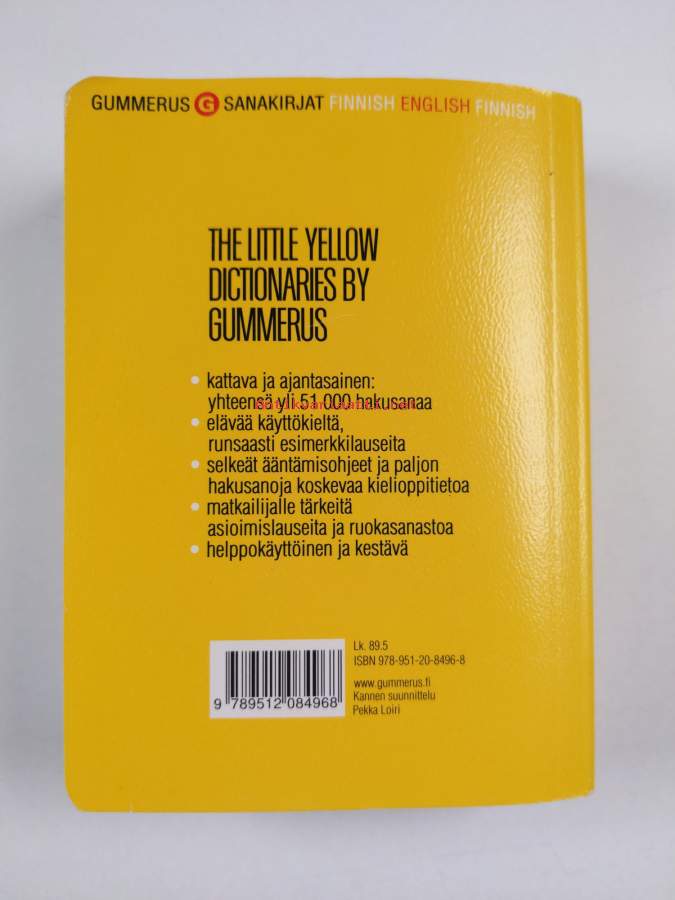 GUMMERUS G SANAKIRJAT FINNISH ENGLISH FINNISH
THE LITTLE YELLOW
DICTIONARIES BY
GUMMERUS
• kattava ja ajantasainen:
yhteensä yli 51 000 hakusanaa
antikvariaatti.net
• elävää käyttökieltä,
runsaasti esimerkkilauseita
• selkeät ääntämisohjeet ja paljon
hakusanoja koskevaa kielioppitietoa
• matkailijalle tärkeitä
asioimislauseita ja ruokasanastoa
• helppokäyttöinen ja kestävä
Lk. 89.5
ISBN 978-951-20-8496-8
www.gummerus.fi
Kannen suunnittelu
Pekka Loiri
9 789512 084968